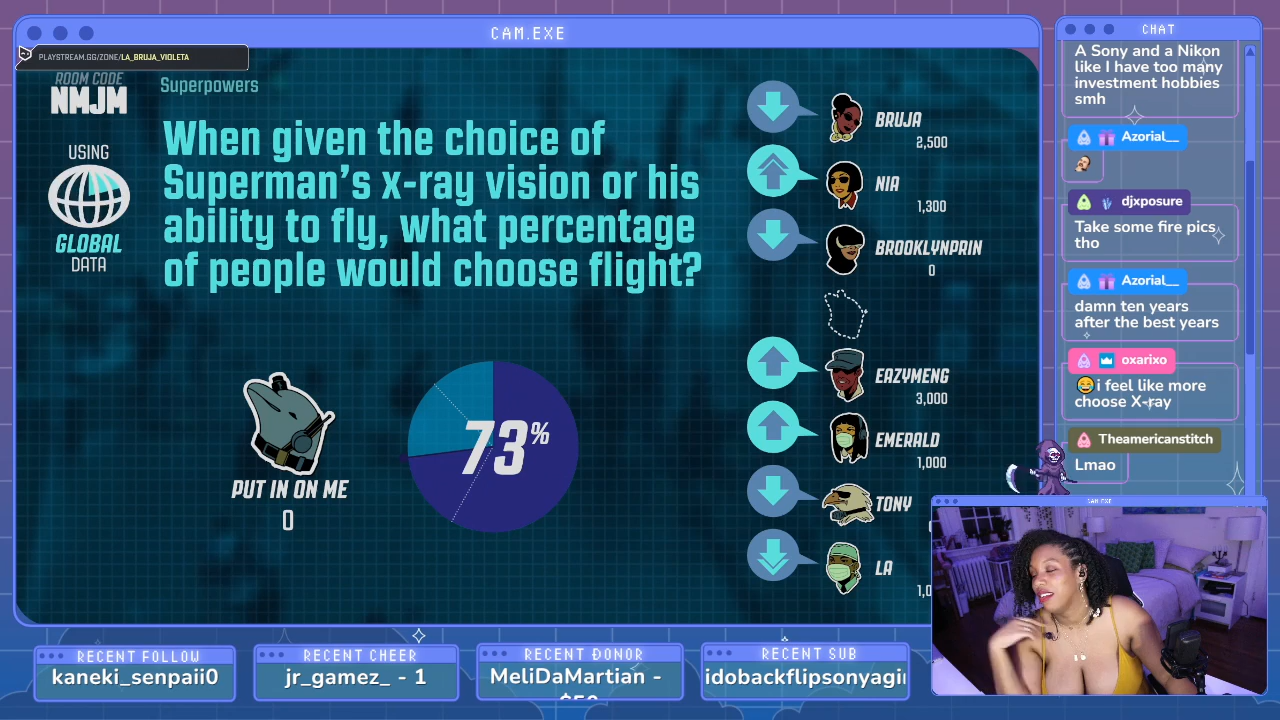 CAM.EXE
PLAYSTREAM.GG/ZONE/LA_BRUJA_VIOLETA
ROOM CODE
NMJM
USING
GLOBAL
DATA
Superpowers
When given the choice of
Superman's x-ray vision or his
ability to fly, what percentage
of people would choose flight?
PUT IN ON ME
0
73%
BRUJA
2,500
NIA
1,300
BROOKLYNPRIN
0
EAZYMENG
3,000
EMERALD
1,000
TONY
LA
CHAT
A Sony and a Nikon
like I have too many
investment hobbies
smh
Azorial__
djxposure
Take some fire pics
tho
Azorial__
damn ten years
after the best years
oxarixo
i feel like more
choose X-ray
Theamericanstitch
Lmao
CAM.EXE
RECENT FOLLOW
kaneki_senpaii0
RECENT CHEER
jr_gamez_ - 1
RECENT DONOR
MeliDaMartian -
RECENT SUB
idobackflipsonyagi